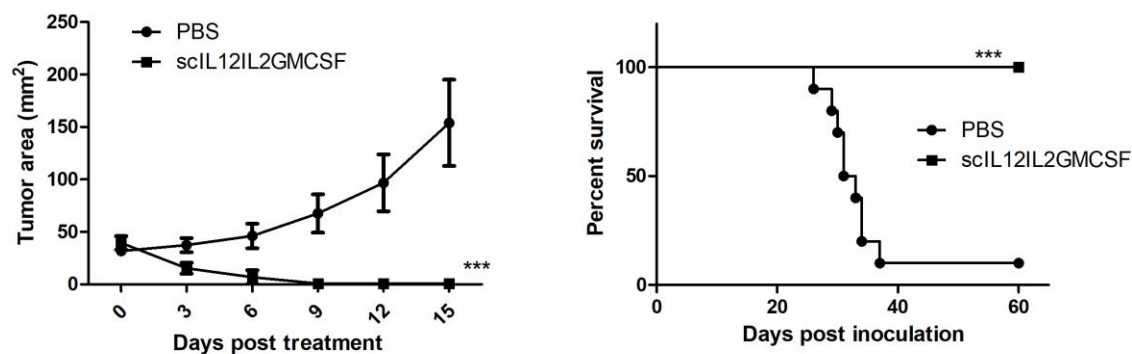 250
200
150
100
50
0
Tumor area (mm²)
PBS
scIL12IL2GMCSF
***
0 3 6 9 12 15
Days post treatment
100
50
0
Percent survival
***
PBS
scIL12IL2GMCSF
0 20 40 60
Days post inoculation